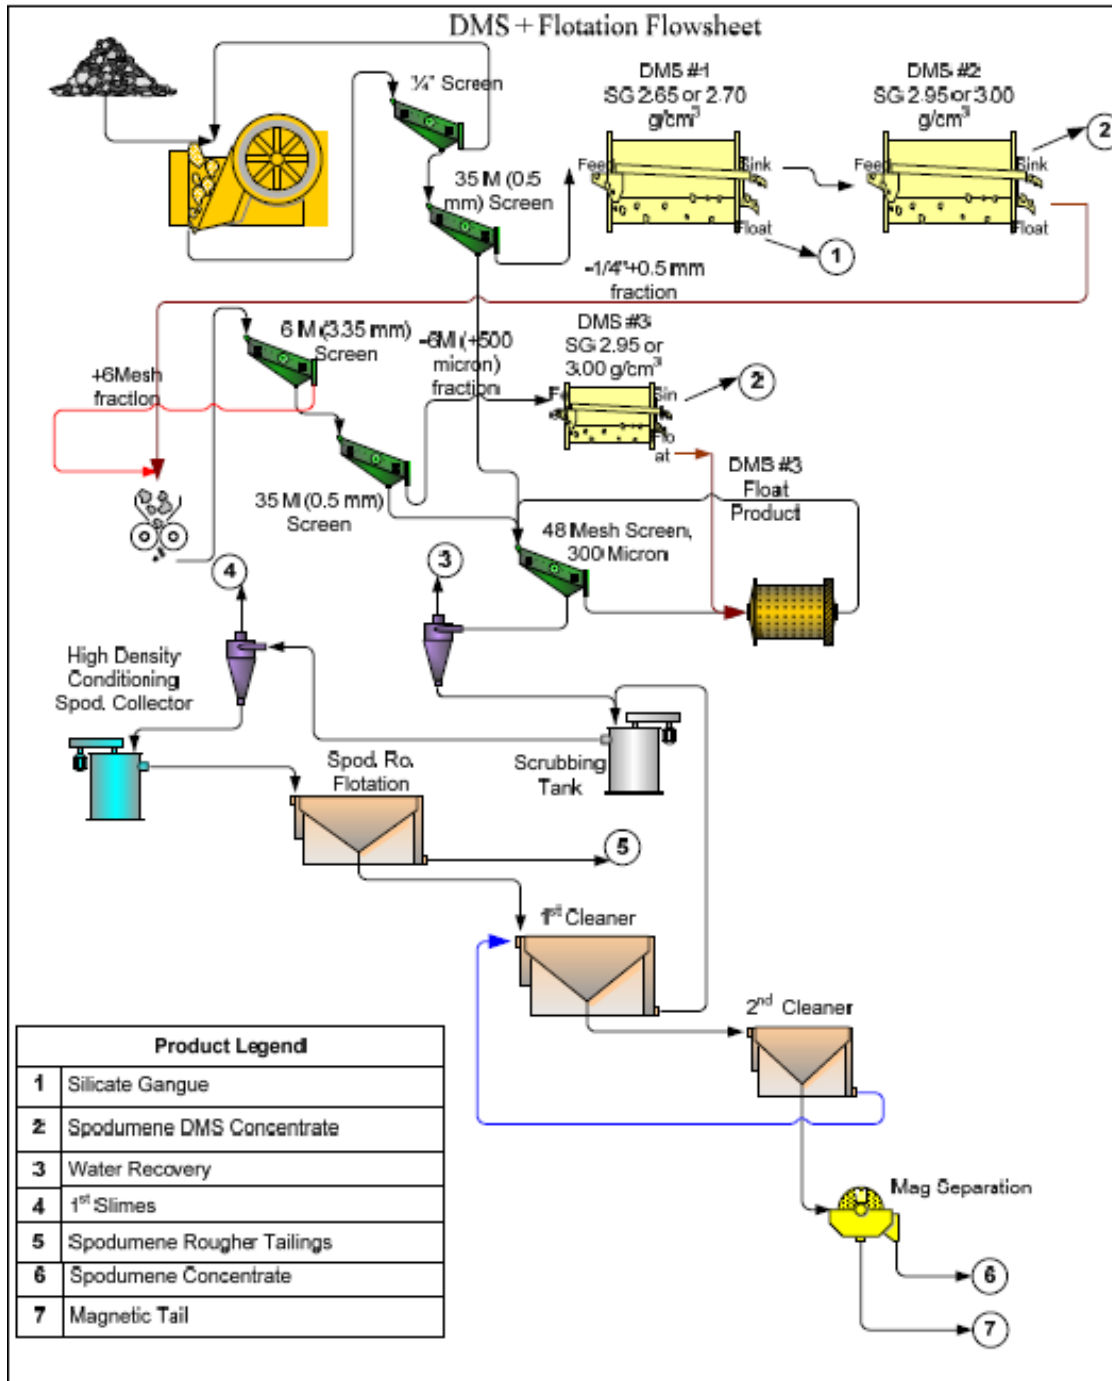 DMS + Flotation Flowsheet
¼" Screen
DMS #1
SG 2.65 or 2.70
g/cm³
DMS #2
SG 2.95 or 3.00
g/cm³
2
Feed
Sink
Feed
Sink
35 M (0.5
mm) Screen
Float
Float
1
-1/4"+0.5 mm
fraction
6 M (3.35 mm)
Screen
-6M (+500
micron)
fraction
DMS #3
SG 2.95 or
3.00 g/cm³
2
+6Mesh
fraction
Sin
Flo
at
35 M (0.5 mm)
Screen
DMS #3
Float
Product
48 Mesh Screen,
300 Micron
4
3
High Density
Conditioning
Spod. Collector
Spod. Ro.
Flotation
Scrubbing
Tank
5
1st Cleaner
2nd Cleaner
Mag Separation
6
7
Product Legend
1 Silicate Gangue
2 Spodumene DMS Concentrate
3 Water Recovery
4 1st Slimes
5 Spodumene Rougher Tailings
6 Spodumene Concentrate
7 Magnetic Tail